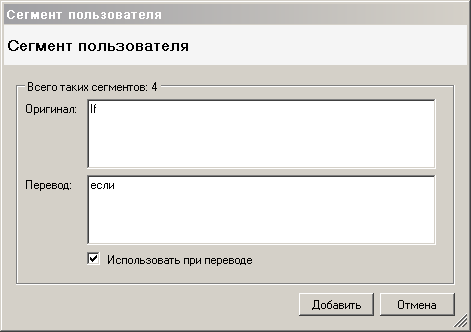 Сегмент пользователя
Сегмент пользователя
Всего таких сегментов: 4
Оригинал: If
Перевод: если
Использовать при переводе
Добавить Отмена